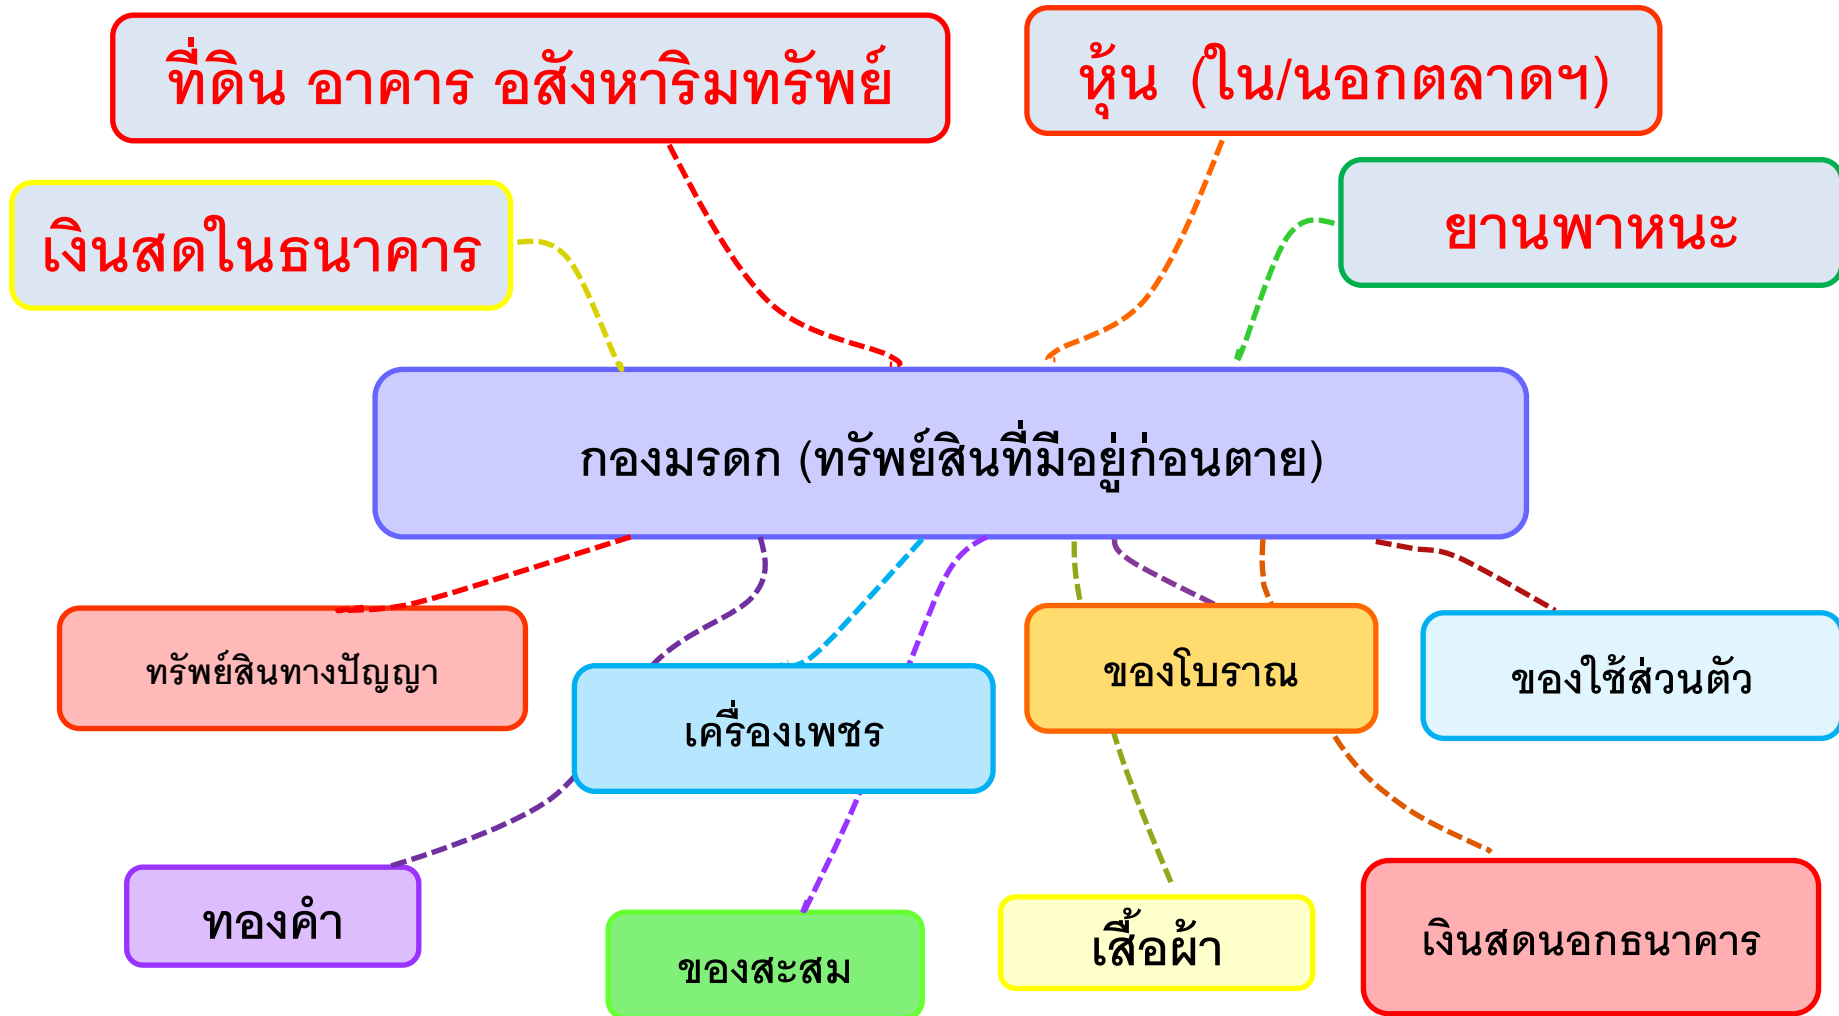 ที่ดิน อาคาร อสังหาริมทรัพย์
หุ้น (ใน/นอกตลาดฯ)
เงินสดในธนาคาร
ยานพาหนะ
กองมรดก (ทรัพย์สินที่มีอยู่ก่อนตาย)
ทรัพย์สินทางปัญญา
เครื่องเพชร
ของโบราณ
ของใช้ส่วนตัว
ทองคำ
ของสะสม
เสื้อผ้า
เงินสดนอกธนาคาร